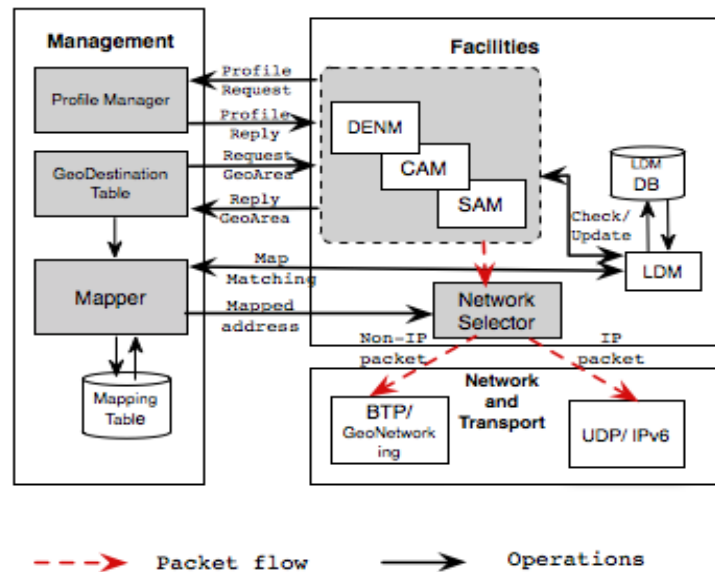 Management
Facilities
Profile Manager
Profile
Request
Profile
Reply
GeoDestination
Table
Request
GeoArea
Reply
GeoArea
DENM
CAM
SAM
LDM
DB
Check/
Update
LDM
Mapper
Map
Matching
Mapped
address
Network
Selector
Mapping
Table
Non-IP
packet
IP
packet
Network
and
Transport
BTP/
GeoNetwork
ing
UDP/ IPv6
Packet flow
Operations